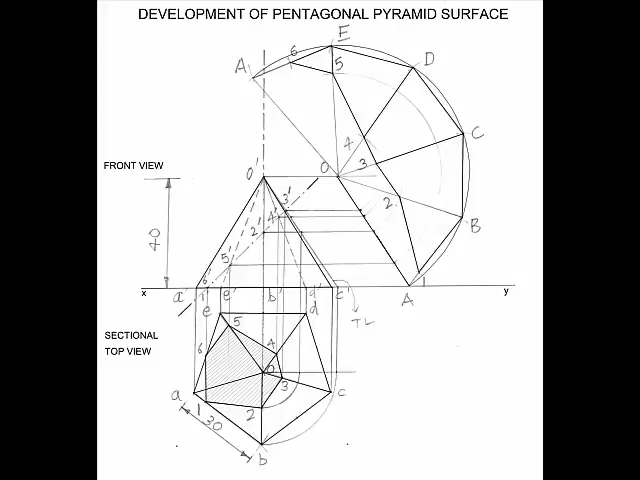 DEVELOPMENT OF PENTAGONAL PYRAMID SURFACE
E
6
A
5
D
4
C
3
FRONT VIEW
O'
O
3'
2
4'
B
2'
40
5'
6'
1
x
a'
1'
e'
b'
d'
c'
A
y
e
d
TL
5
SECTIONAL
TOP VIEW
6
4
O
3
a
c
1
2
30
b